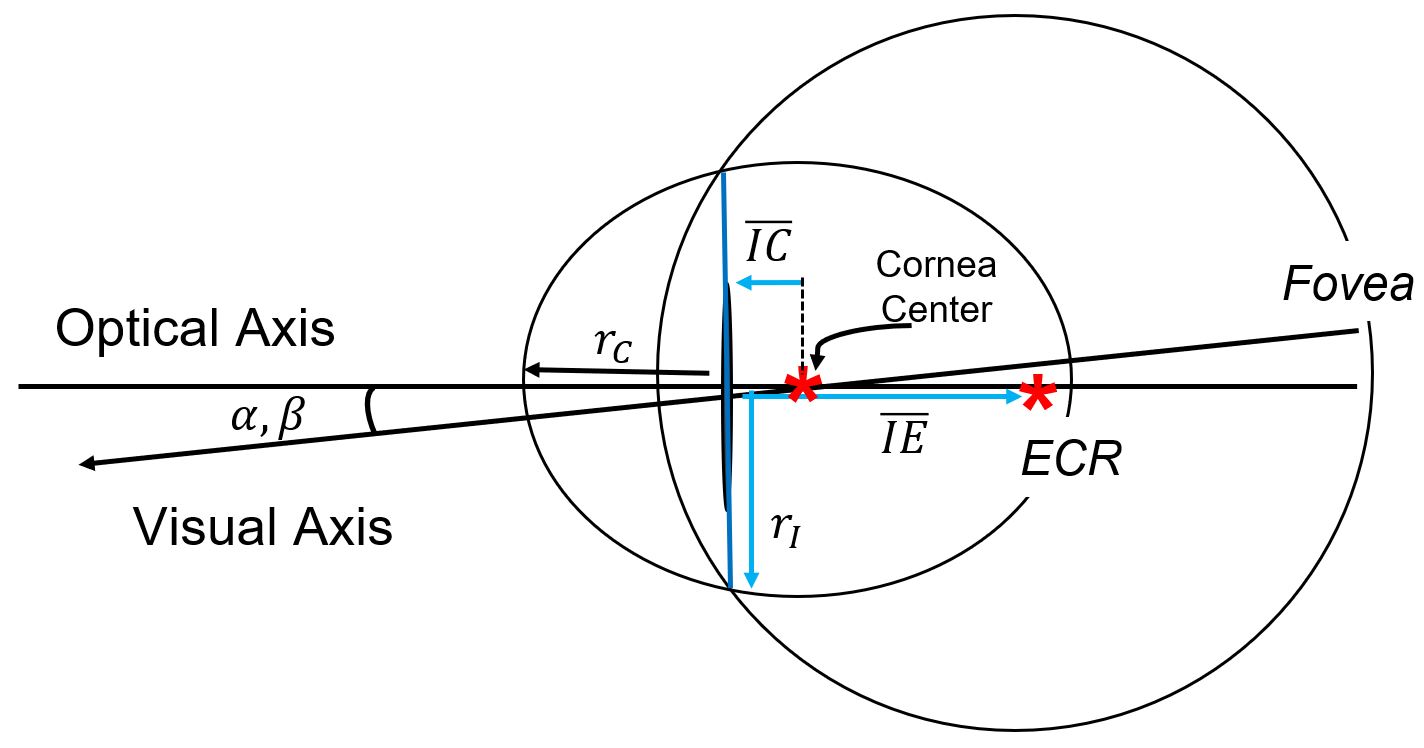 IC
Cornea
Center
Fovea
Optical Axis
r_C
*
*
α, β
IE
ECR
Visual Axis
r_I